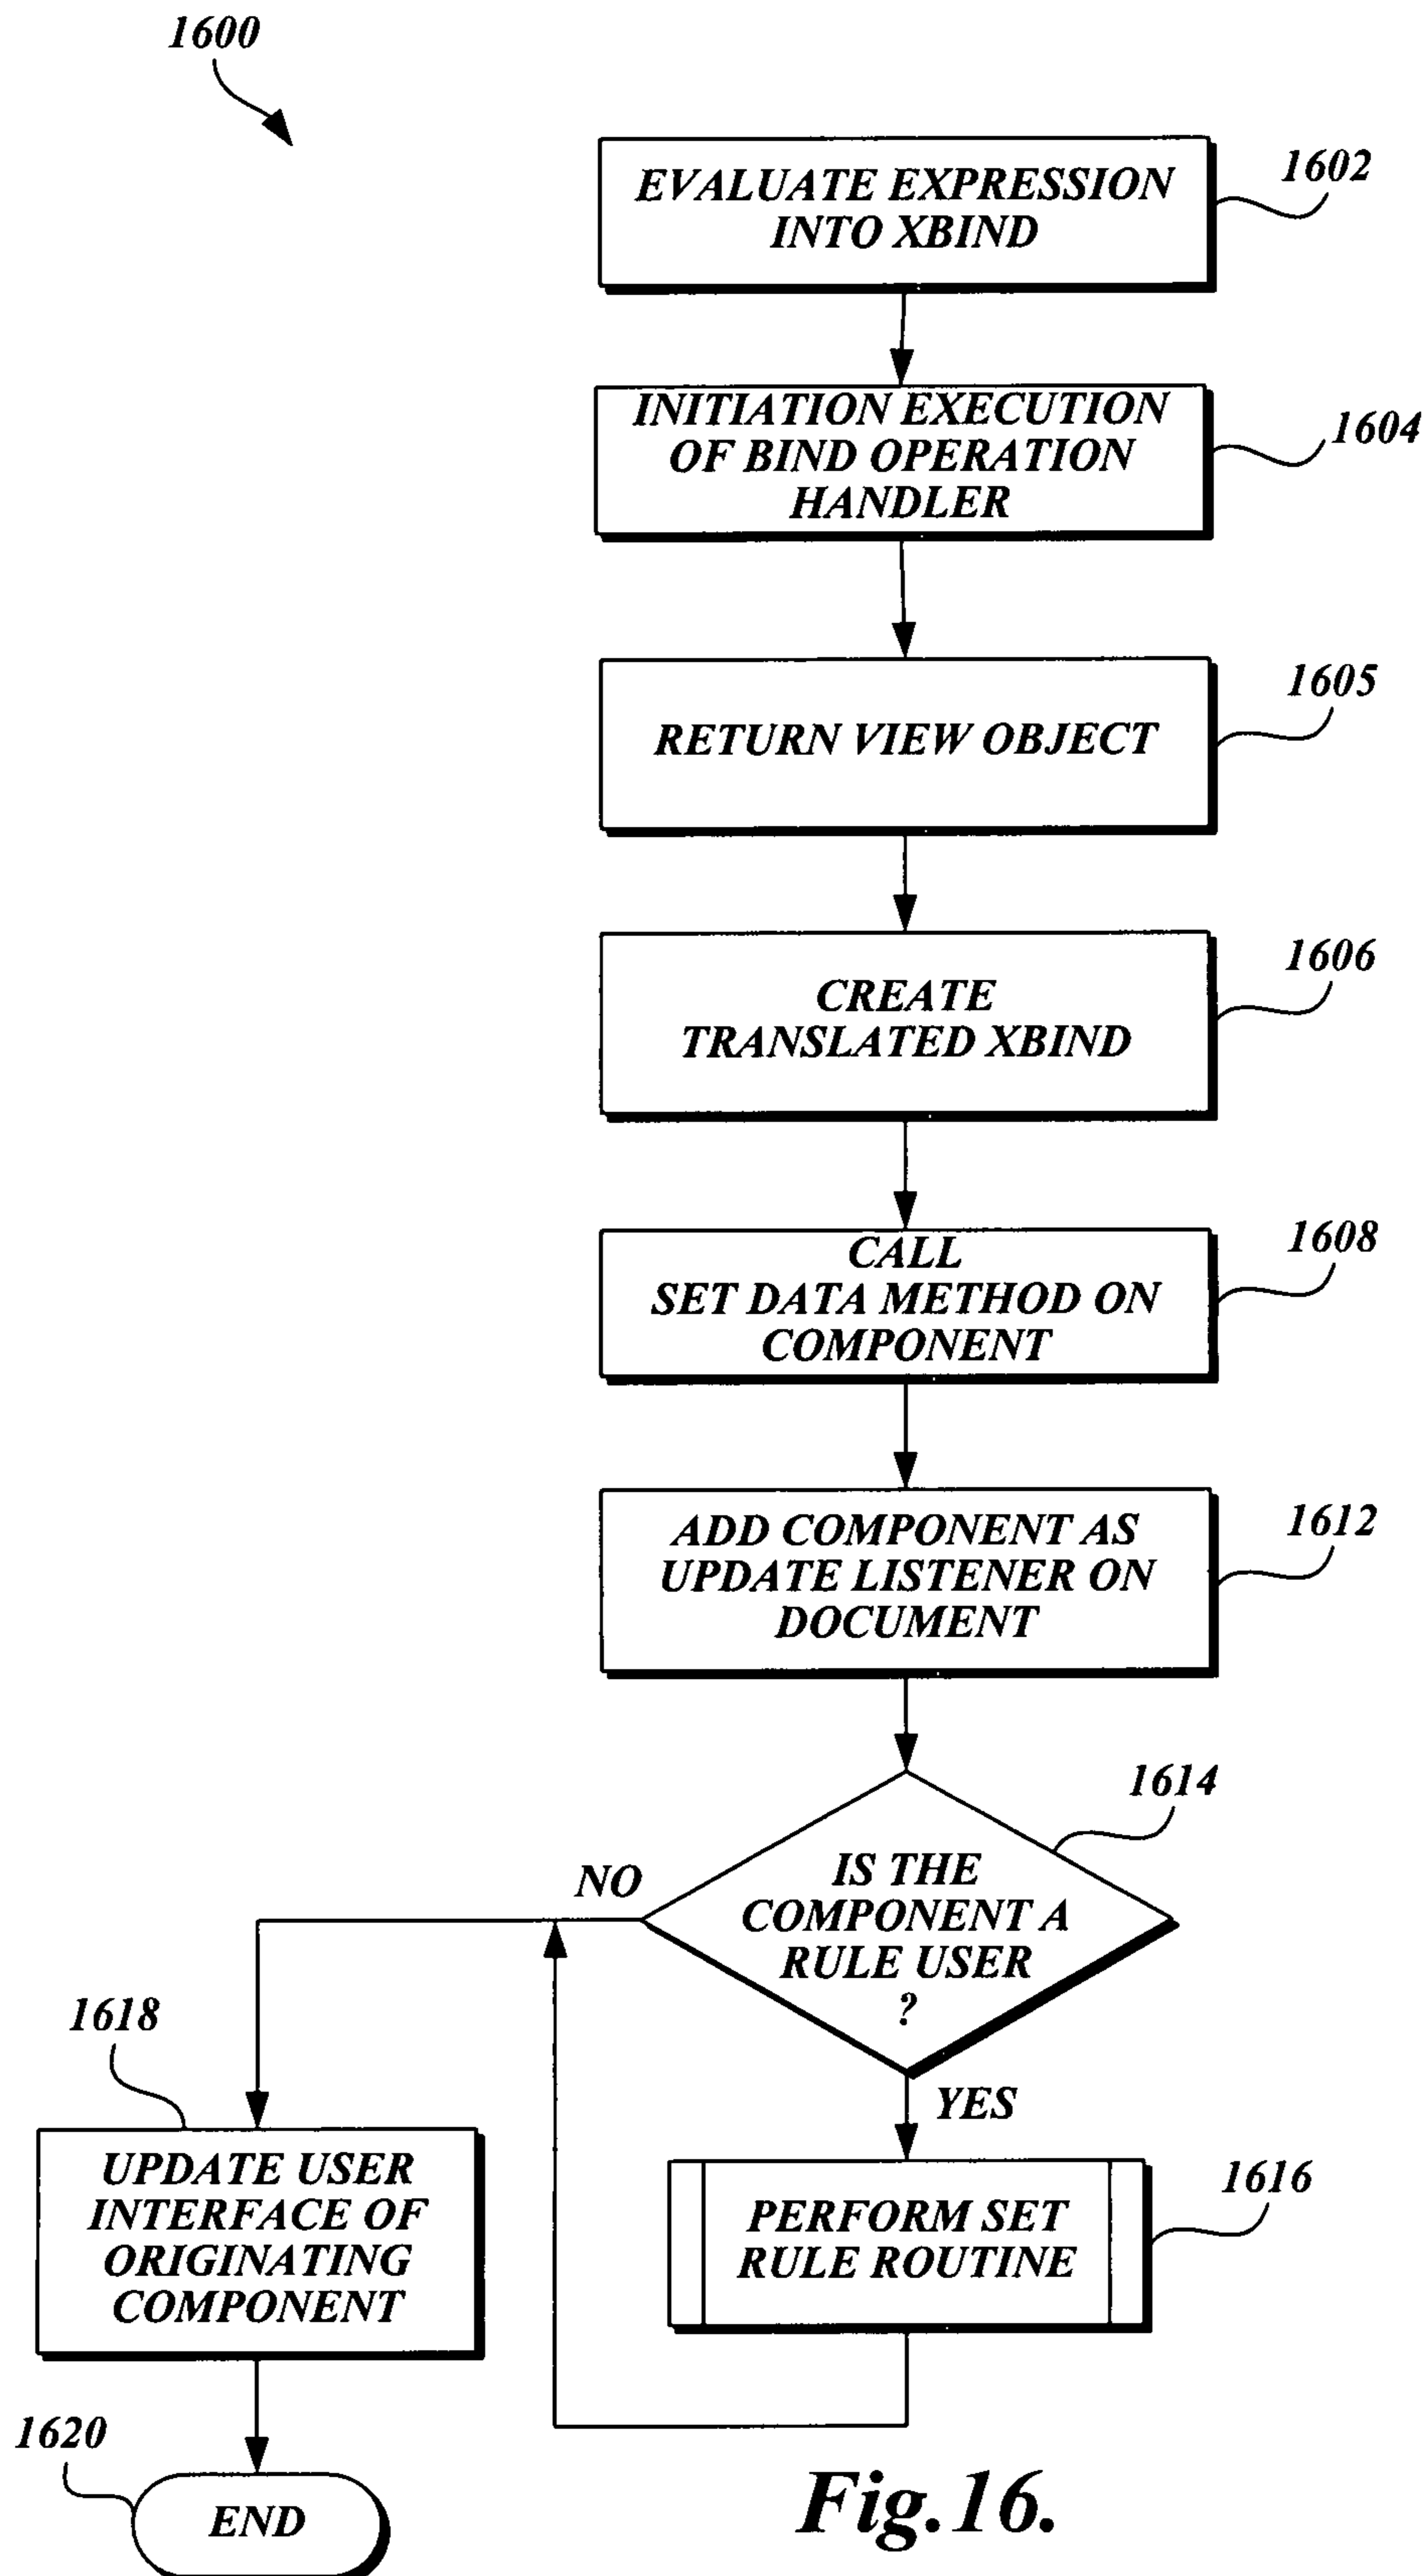 1600
EVALUATE EXPRESSION
INTO XBIND
1602
INITIATION EXECUTION
OF BIND OPERATION
HANDLER
1604
RETURN VIEW OBJECT
1605
CREATE
TRANSLATED XBIND
1606
CALL
SET DATA METHOD ON
COMPONENT
1608
ADD COMPONENT AS
UPDATE LISTENER ON
DOCUMENT
1612
IS THE
COMPONENT A
RULE USER
?
1614
NO
YES
PERFORM SET
RULE ROUTINE
1616
1618
UPDATE USER
INTERFACE OF
ORIGINATING
COMPONENT
1620
END
Fig.16.